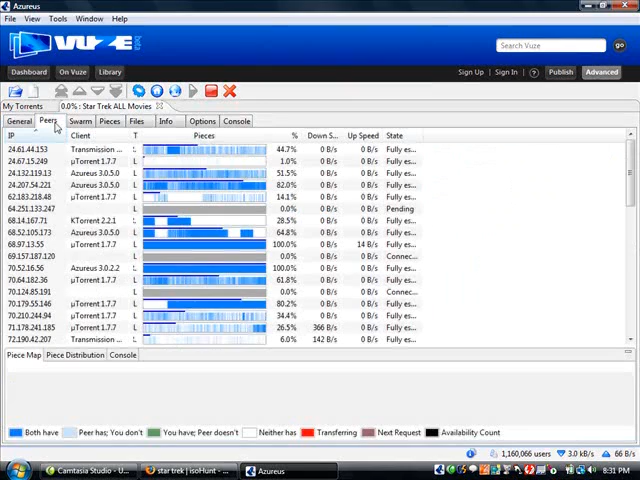 Azureus
File View Tools Window Help
VUZE beta
Search Vuze go
Dashboard On Vuze Library Sign Up | Sign In | ? Publish Advanced
My Torrents 0.0% : Star Trek ALL Movies
General Peers Swarm Pieces Files Info Options Console
IP Client T Pieces % Down S... Up Speed State
24.61.44.153 Transmission ... L 44.7% 0 B/s 0 B/s Fully es...
24.67.15.249 µTorrent 1.7.7 L 1.0% 0 B/s 0 B/s Fully es...
24.132.119.13 Azureus 3.0.5.0 L 51.5% 0 B/s 0 B/s Fully es...
24.207.54.221 Azureus 3.0.5.0 L 82.0% 0 B/s 0 B/s Fully es...
62.183.218.48 µTorrent 1.7.7 L 14.1% 0 B/s 0 B/s Fully es...
64.251.133.247 L 0.0% 0 B/s 0 B/s Pending
68.14.167.71 KTorrent 2.2.1 L 28.5% 0 B/s 0 B/s Fully es...
68.52.105.173 Azureus 3.0.5.0 L 64.8% 0 B/s 0 B/s Fully es...
68.97.13.55 µTorrent 1.7.7 L 100.0% 0 B/s 14 B/s Fully es...
69.157.187.120 L 0.0% 0 B/s 0 B/s Connec...
70.52.16.56 Azureus 3.0.2.2 L 100.0% 0 B/s 0 B/s Fully es...
70.64.182.36 µTorrent 1.7.7 L 61.8% 0 B/s 0 B/s Fully es...
70.124.85.191 L 0.0% 0 B/s 0 B/s Connec...
70.179.55.146 µTorrent 1.7.7 L 80.2% 0 B/s 0 B/s Fully es...
70.210.244.94 µTorrent 1.7.7 L 34.4% 0 B/s 0 B/s Fully es...
71.178.241.185 µTorrent 1.7.7 L 26.5% 366 B/s 0 B/s Fully es...
72.190.42.207 Transmission ... L 6.0% 142 B/s 0 B/s Fully es...
Piece Map Piece Distribution Console
Both have Peer has; You don't You have; Peer doesn't Neither has Transferring Next Request Availability Count
1,160,066 users 3.0 kB/s 66 B/s
Camtasia Studio - U... star trek | isoHunt - ... Azureus 8:31 PM